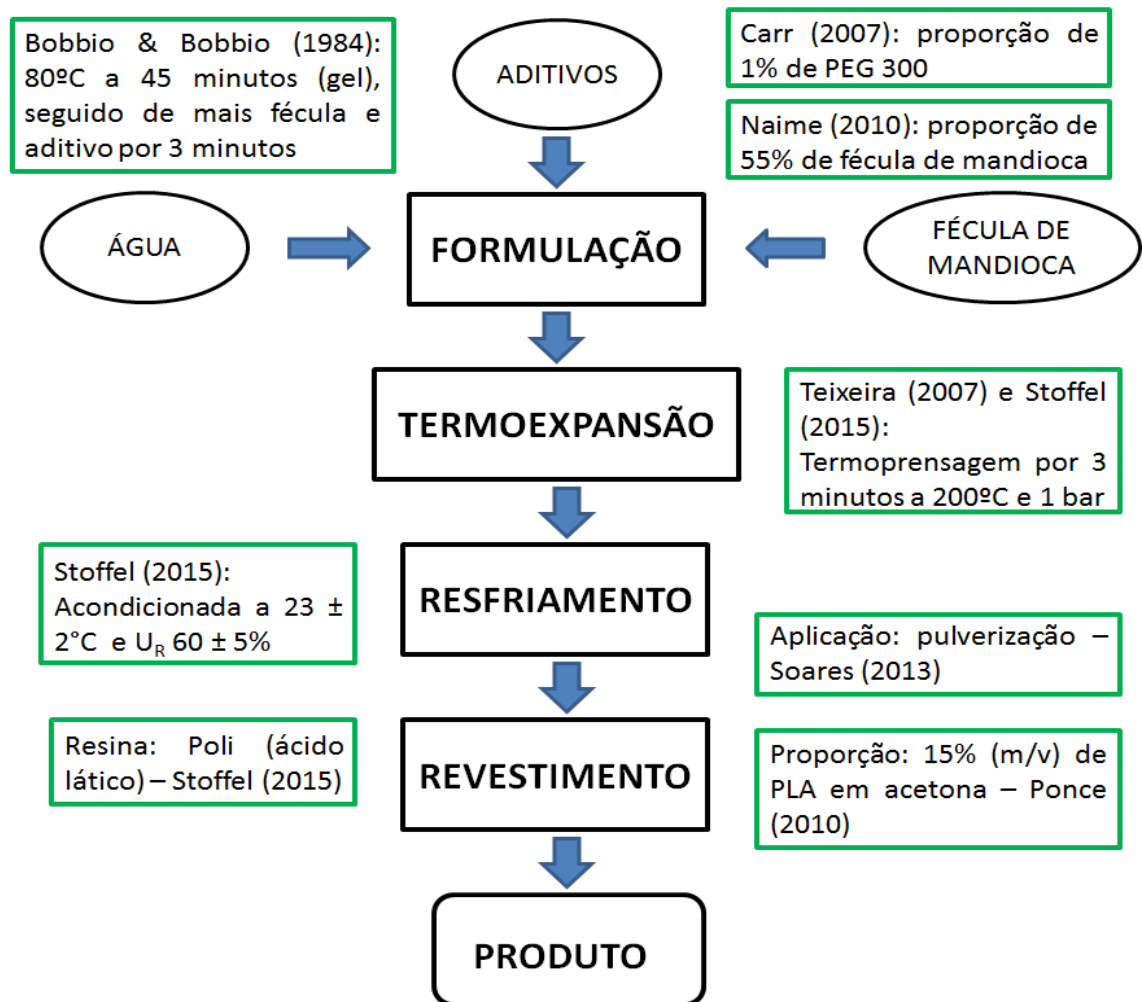 Bobbio & Bobbio (1984):
80ºC a 45 minutos (gel),
seguido de mais fécula e
aditivo por 3 minutos
ADITIVOS
Carr (2007): proporção de
1% de PEG 300
Naime (2010): proporção de
55% de fécula de mandioca
ÁGUA
FORMULAÇÃO
FÉCULA DE
MANDIOCA
TERMOEXPANSÃO
Teixeira (2007) e Stoffel
(2015):
Termoprensagem por 3
minutos a 200ºC e 1 bar
Stoffel (2015):
Acondicionada a 23 ±
2°C e UR 60 ± 5%
RESFRIAMENTO
Aplicação: pulverização –
Soares (2013)
Resina: Poli (ácido
lático) – Stoffel (2015)
REVESTIMENTO
Proporção: 15% (m/v) de
PLA em acetona – Ponce
(2010)
PRODUTO